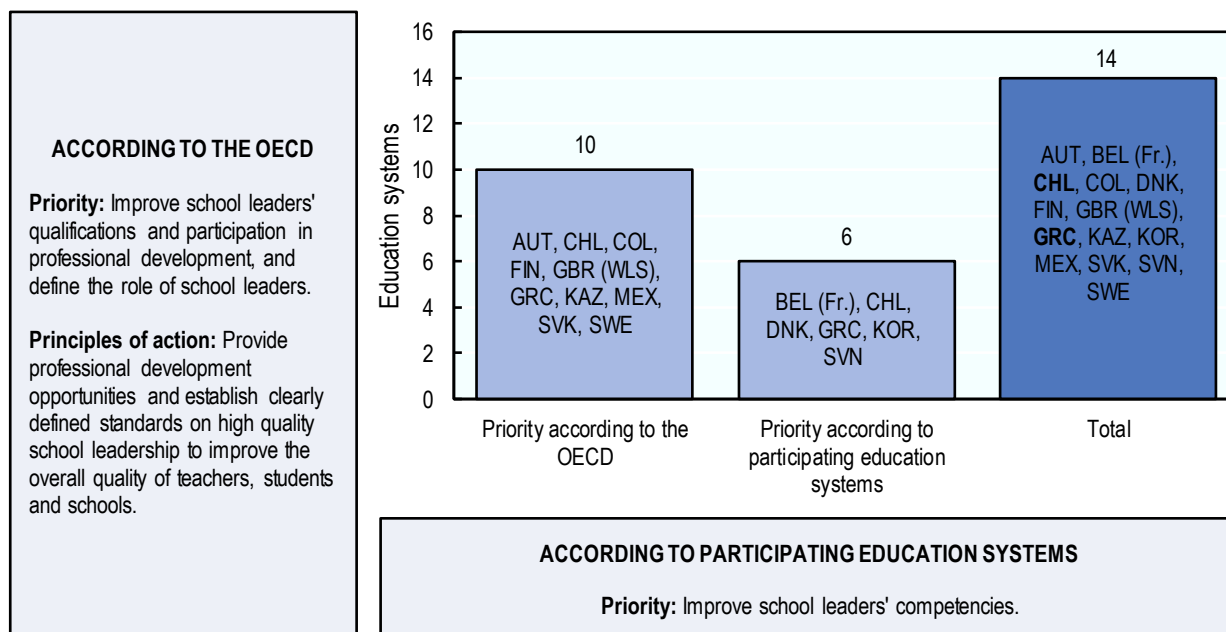 ACCORDING TO THE OECD
Priority: Improve school leaders'
qualifications and participation in
professional development, and
define the role of school leaders.
Principles of action: Provide
professional development
opportunities and establish clearly
defined standards on high quality
school leadership to improve the
overall quality of teachers, students
and schools.
Education systems
16
14
12
10
8
6
4
2
0
10
AUT, CHL, COL,
FIN, GBR (WLS),
GRC, KAZ, MEX,
SVK, SWE
Priority according to the
OECD
6
BEL (Fr.), CHL,
DNK, GRC, KOR,
SVN
Priority according to
participating education
systems
14
AUT, BEL (Fr.),
CHL, COL, DNK,
FIN, GBR (WLS),
GRC, KAZ, KOR,
MEX, SVK, SVN,
SWE
Total
ACCORDING TO PARTICIPATING EDUCATION SYSTEMS
Priority: Improve school leaders' competencies.